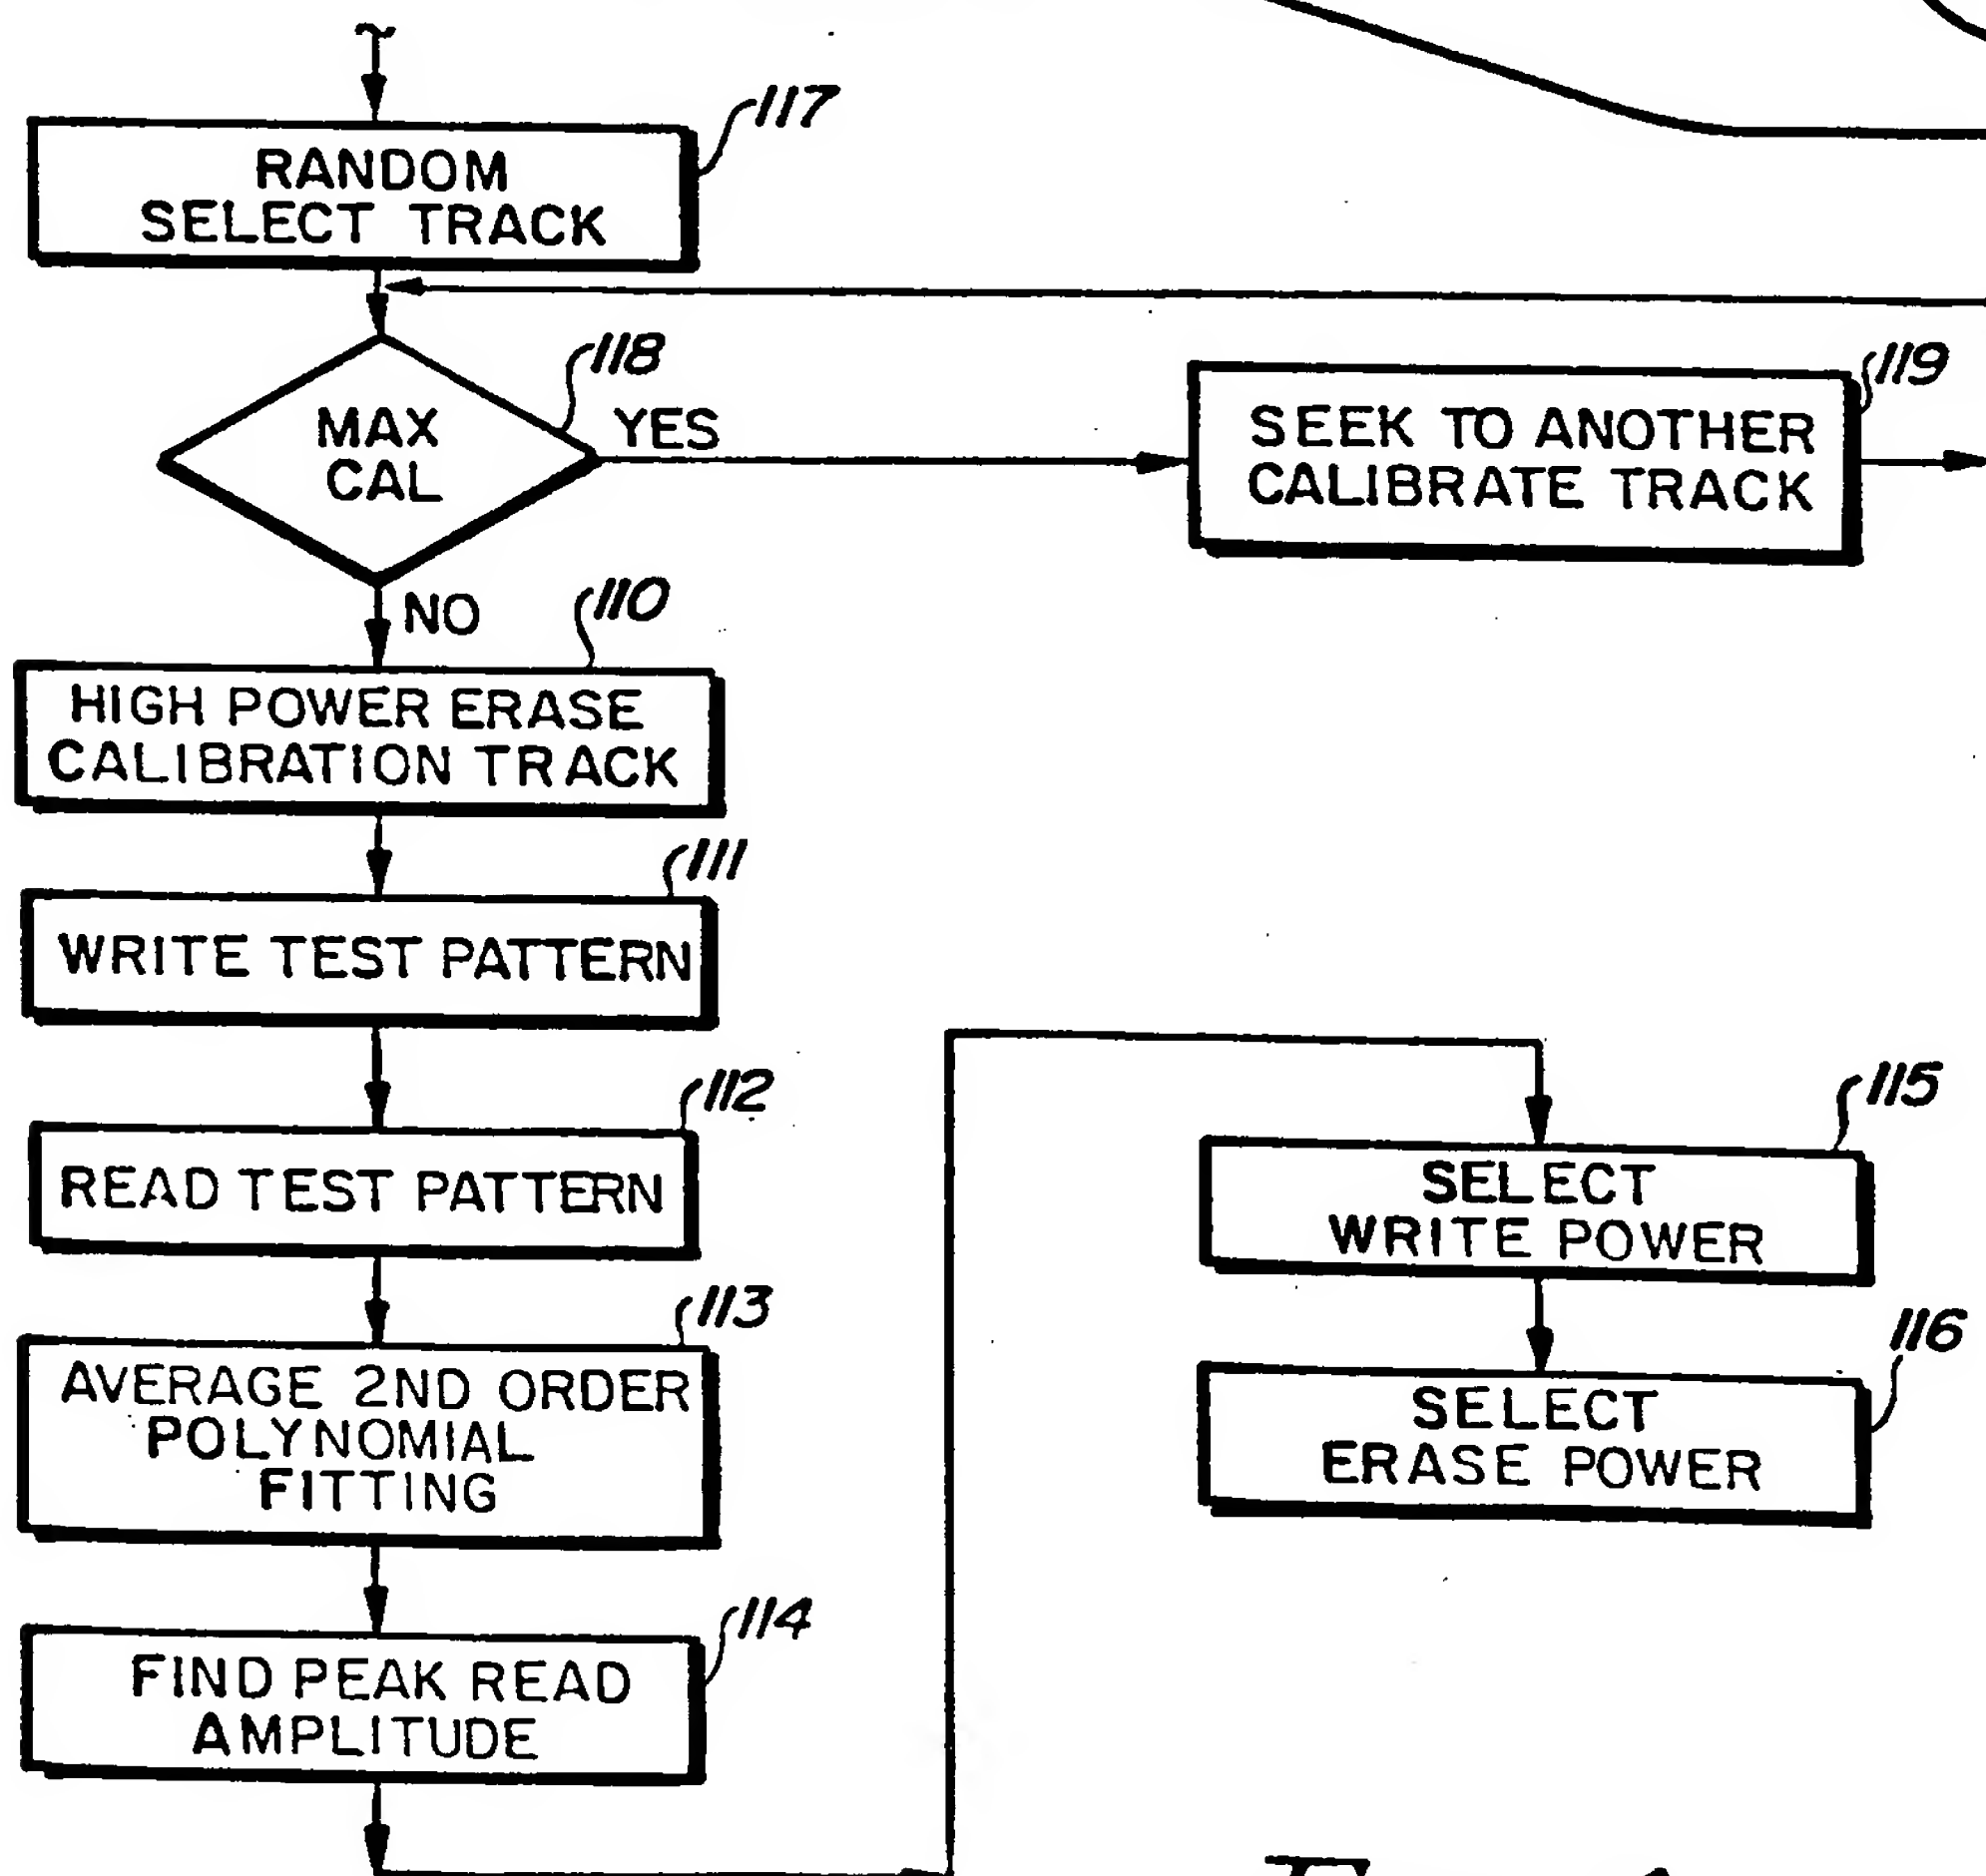 117
RANDOM
SELECT TRACK
118
MAX
CAL
YES
119
SEEK TO ANOTHER
CALIBRATE TRACK
NO
110
HIGH POWER ERASE
CALIBRATION TRACK
111
WRITE TEST PATTERN
112
READ TEST PATTERN
113
AVERAGE 2ND ORDER
POLYNOMIAL
FITTING
114
FIND PEAK READ
AMPLITUDE
115
SELECT
WRITE POWER
116
SELECT
ERASE POWER